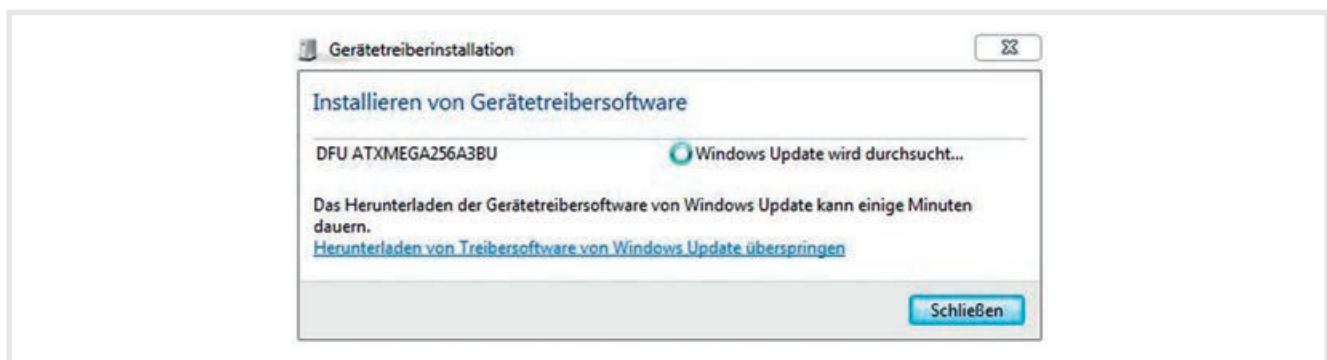 Gerätetreiberinstallation
Installieren von Gerätetreibersoftware
DFU ATXMEGA256A3BU Windows Update wird durchsucht...
Das Herunterladen der Gerätetreibersoftware von Windows Update kann einige Minuten
dauern.
Herunterladen von Treibersoftware von Windows Update überspringen
Schließen